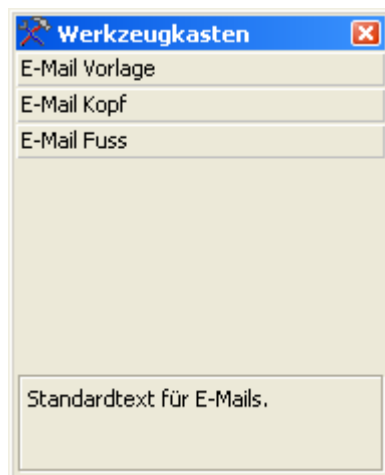 Werkzeugkasten
E-Mail Vorlage
E-Mail Kopf
E-Mail Fuss
Standardtext für E-Mails.